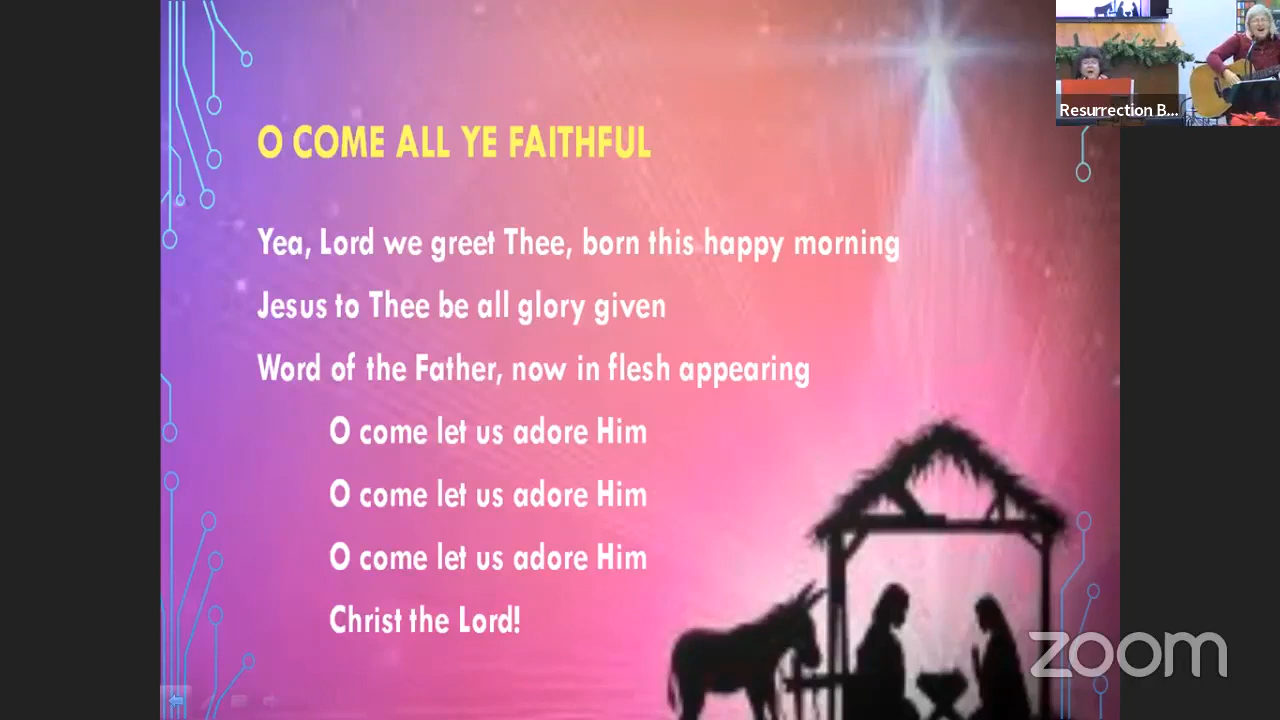 O COME ALL YE FAITHFUL
Yea, Lord we greet Thee, born this happy morning
Jesus to Thee be all glory given
Word of the Father, now in flesh appearing
O come let us adore Him
O come let us adore Him
O come let us adore Him
Christ the Lord!
Resurrection B...
zoom